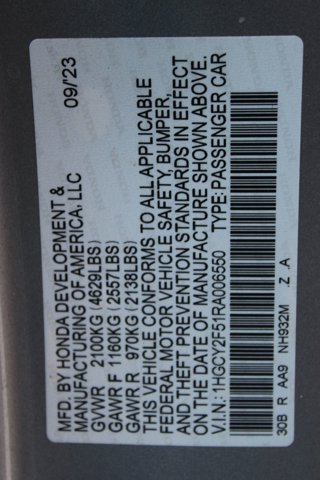 MFD. BY HONDA DEVELOPMENT & 09/23
MANUFACTURING OF AMERICA, LLC
GVWR 2100KG (4628LBS)
GAWR F 1160KG (2557LBS)
GAWR R 970KG (2138LBS)
THIS VEHICLE CONFORMS TO ALL APPLICABLE
FEDERAL MOTOR VEHICLE SAFETY, BUMPER,
AND THEFT PREVENTION STANDARDS IN EFFECT
ON THE DATE OF MANUFACTURE SHOWN ABOVE.
V.I.N.: 1HGCY2F51RA006550 TYPE: PASSENGER CAR
30B R AA9 NH932M Z A